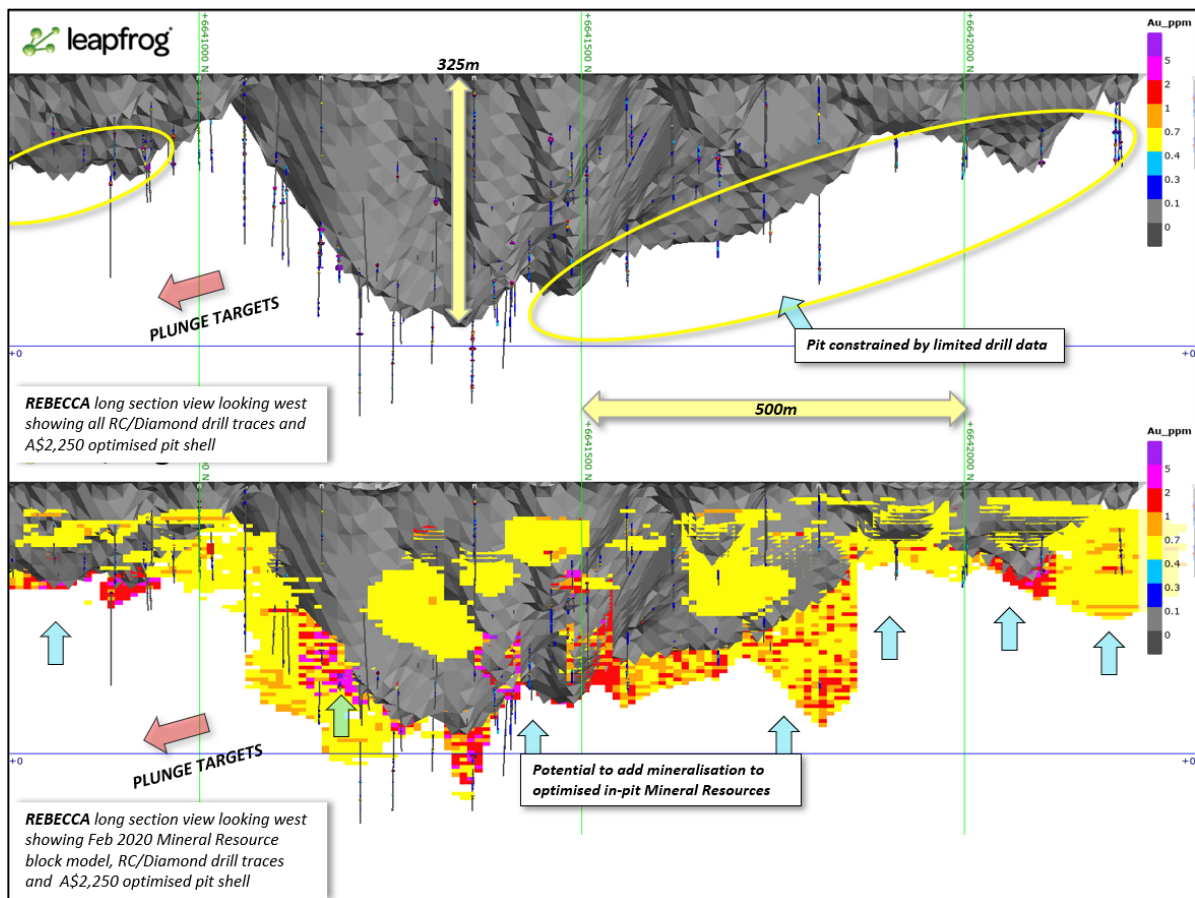 leapfrog®
+6641000 N
+6641500 N
+6642000 N
Au_ppm
5
2
1
0.7
0.4
0.3
0.1
0
325m
PLUNGE TARGETS
Pit constrained by limited drill data
+0
+0
REBECCA long section view looking west
showing all RC/Diamond drill traces and
A$2,250 optimised pit shell
500m
+6641500 N
+6642000 N
Au_ppm
5
2
1
0.7
0.4
0.3
0.1
0
PLUNGE TARGETS
+0
+0
Potential to add mineralisation to
optimised in-pit Mineral Resources
REBECCA long section view looking west
showing Feb 2020 Mineral Resource
block model, RC/Diamond drill traces
and A$2,250 optimised pit shell